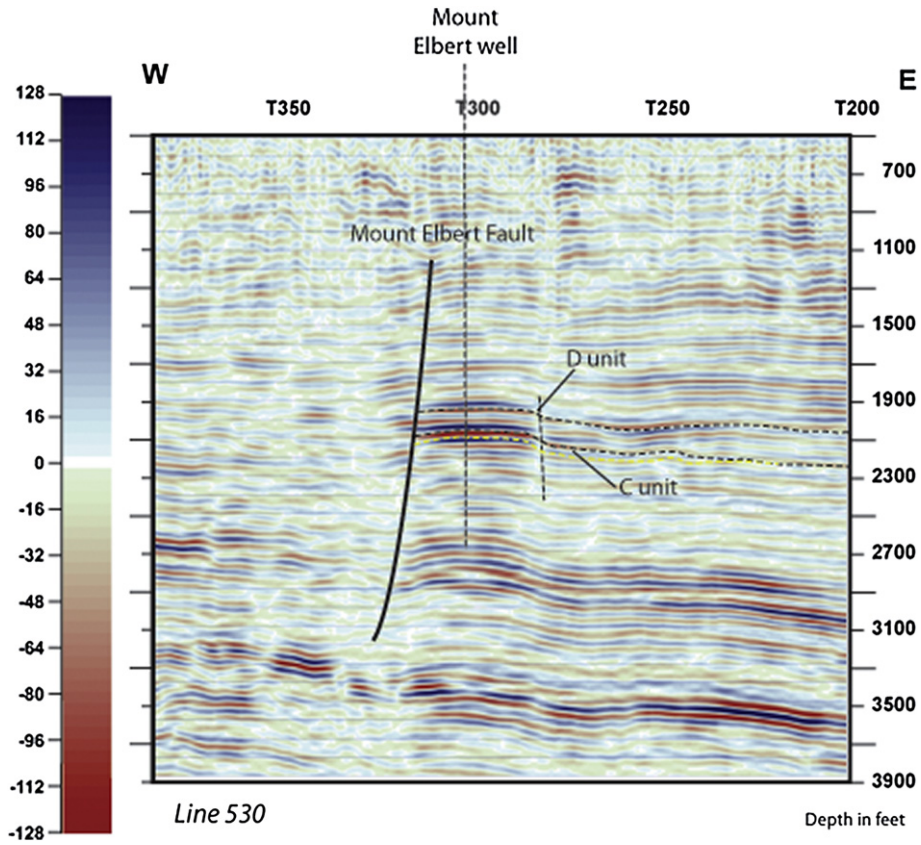 Mount
Elbert well
W
E
T350
T300
T250
T200
128
112
96
80
64
48
32
16
0
-16
-32
-48
-64
-80
-96
-112
-128
700
1100
1500
1900
2300
2700
3100
3500
3900
Mount Elbert Fault
D unit
C unit
Line 530
Depth in feet